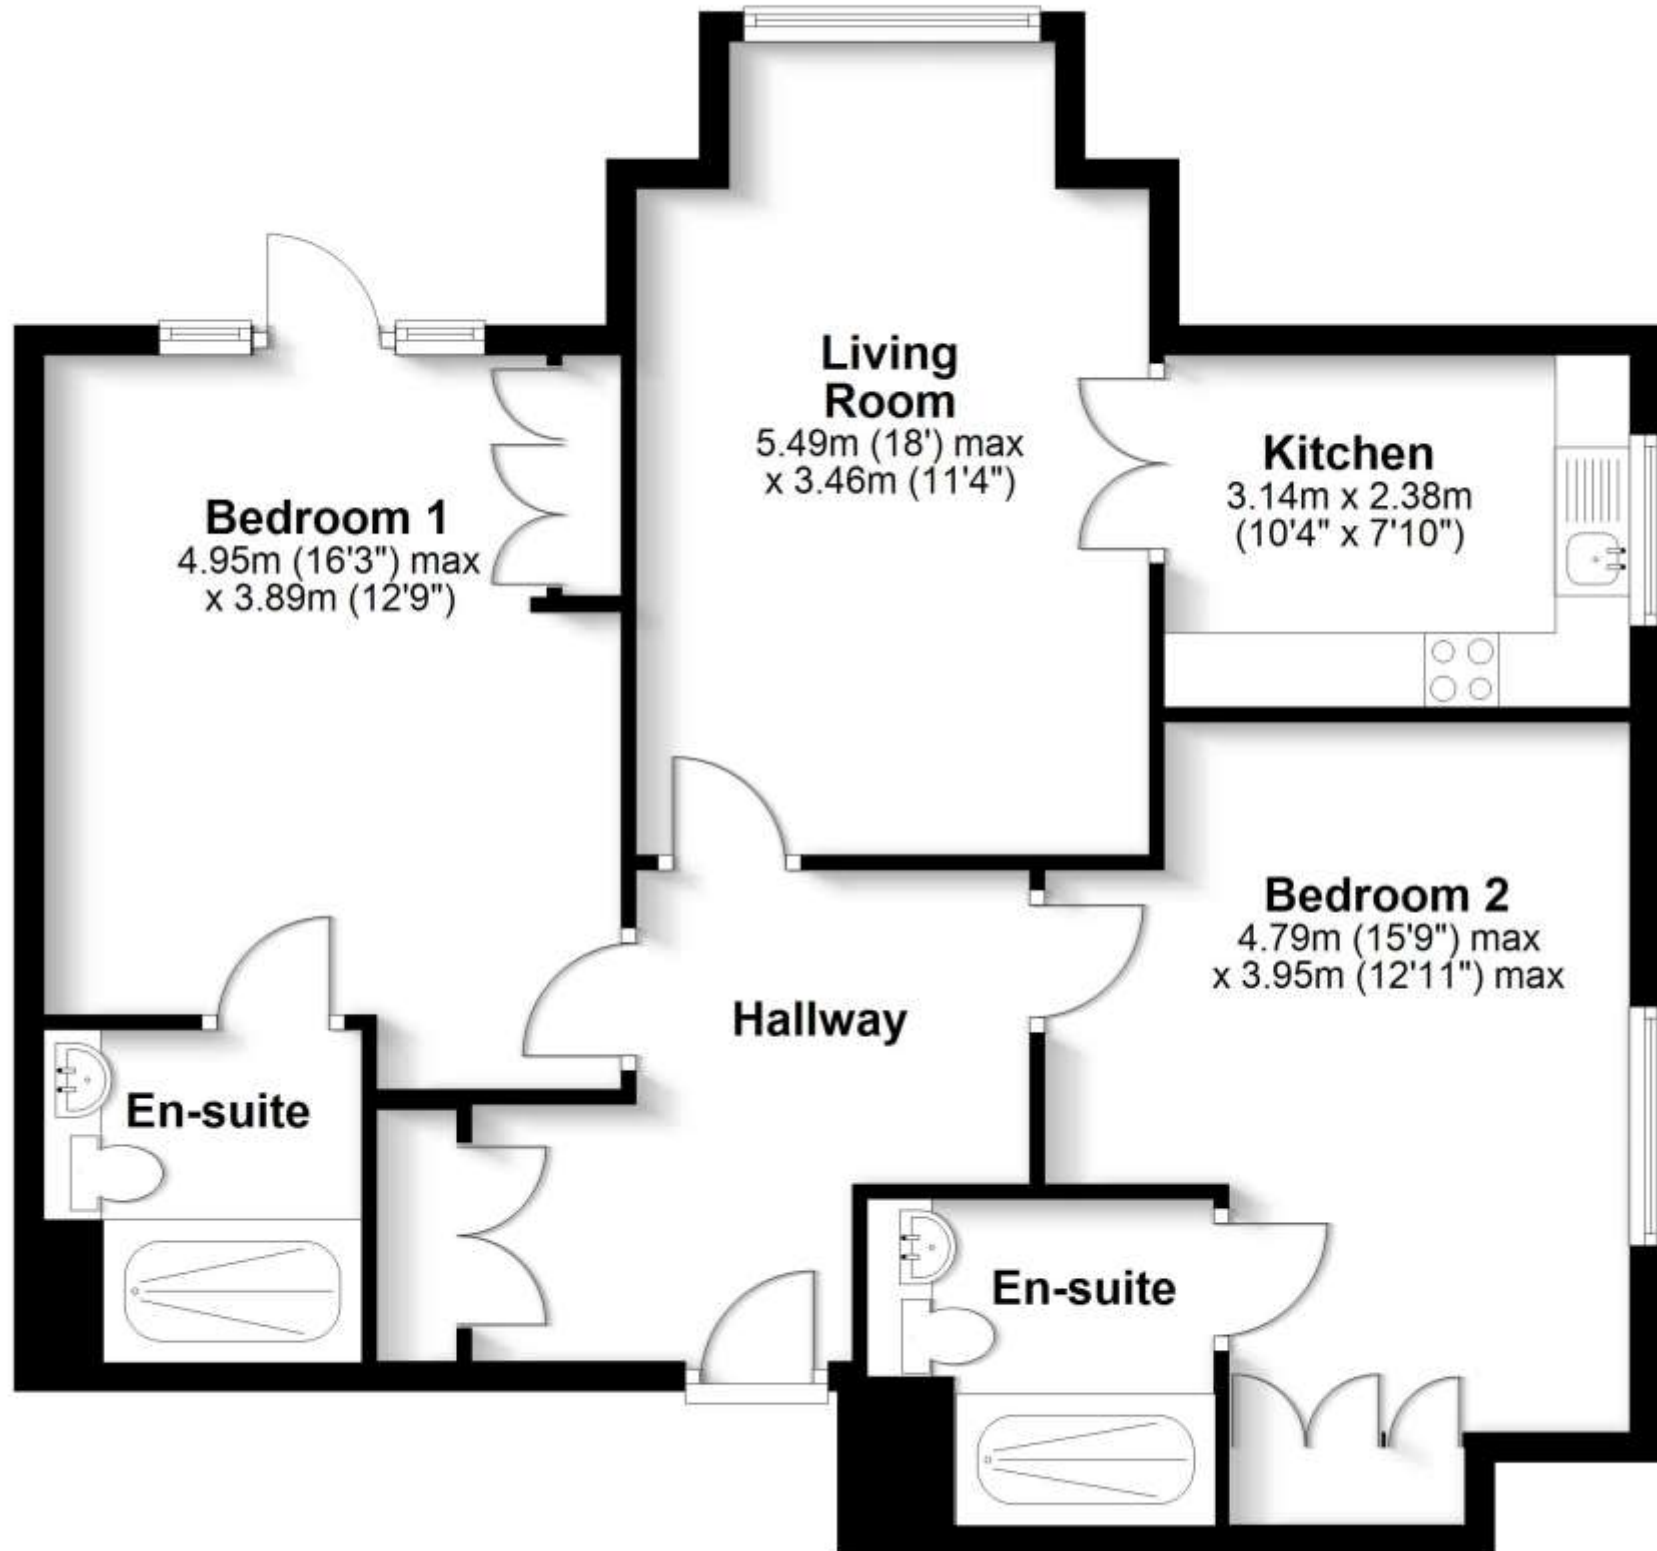 Living
Room
5.49m (18') max
x 3.46m (11'4")
Kitchen
3.14m x 2.38m
(10'4" x 7'10")
Bedroom 1
4.95m (16'3") max
x 3.89m (12'9")
Bedroom 2
4.79m (15'9") max
x 3.95m (12'11") max
Hallway
En-suite
En-suite